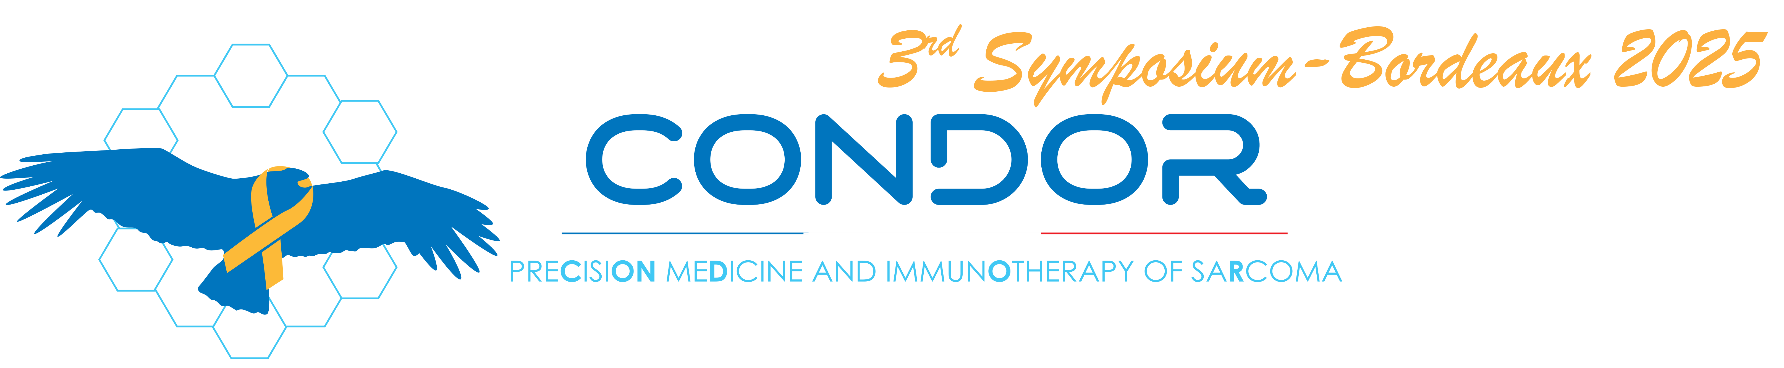 3rd Symposium-Bordeaux 2025
CONDOR
PRECISION MEDICINE AND IMMUNOTHERAPY OF SARCOMA